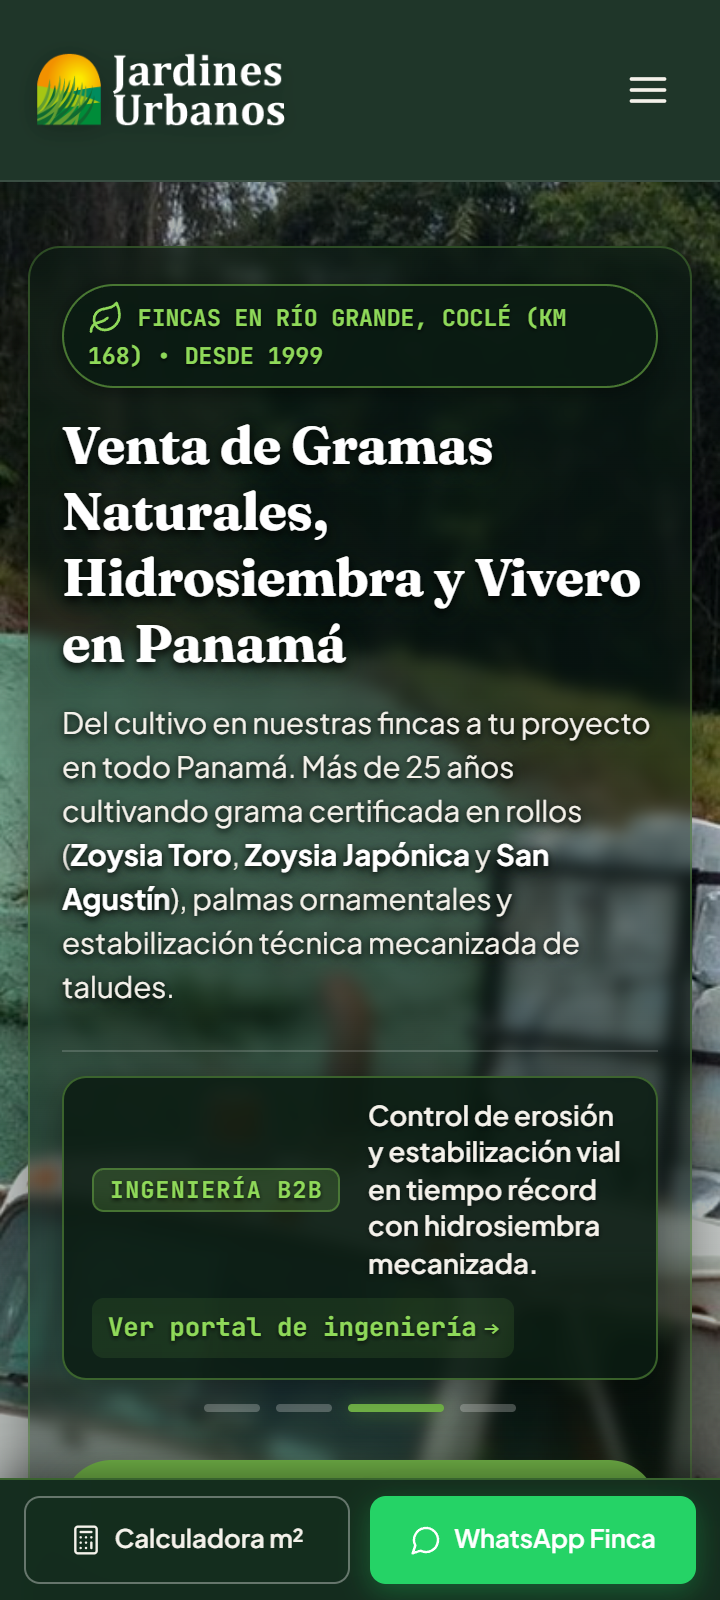 Jardines
Urbanos
FINCAS EN RÍO GRANDE, COCLÉ (KM
168) • DESDE 1999
Venta de Gramas
Naturales,
Hidrosiembra y Vivero
en Panamá
Del cultivo en nuestras fincas a tu proyecto
en todo Panamá. Más de 25 años
cultivando grama certificada en rollos
(Zoysia Toro, Zoysia Japónica y San
Agustín), palmas ornamentales y
estabilización técnica mecanizada de
taludes.
INGENIERÍA B2B
Control de erosión
y estabilización vial
en tiempo récord
con hidrosiembra
mecanizada.
Ver portal de ingeniería →
Calculadora m²
WhatsApp Finca